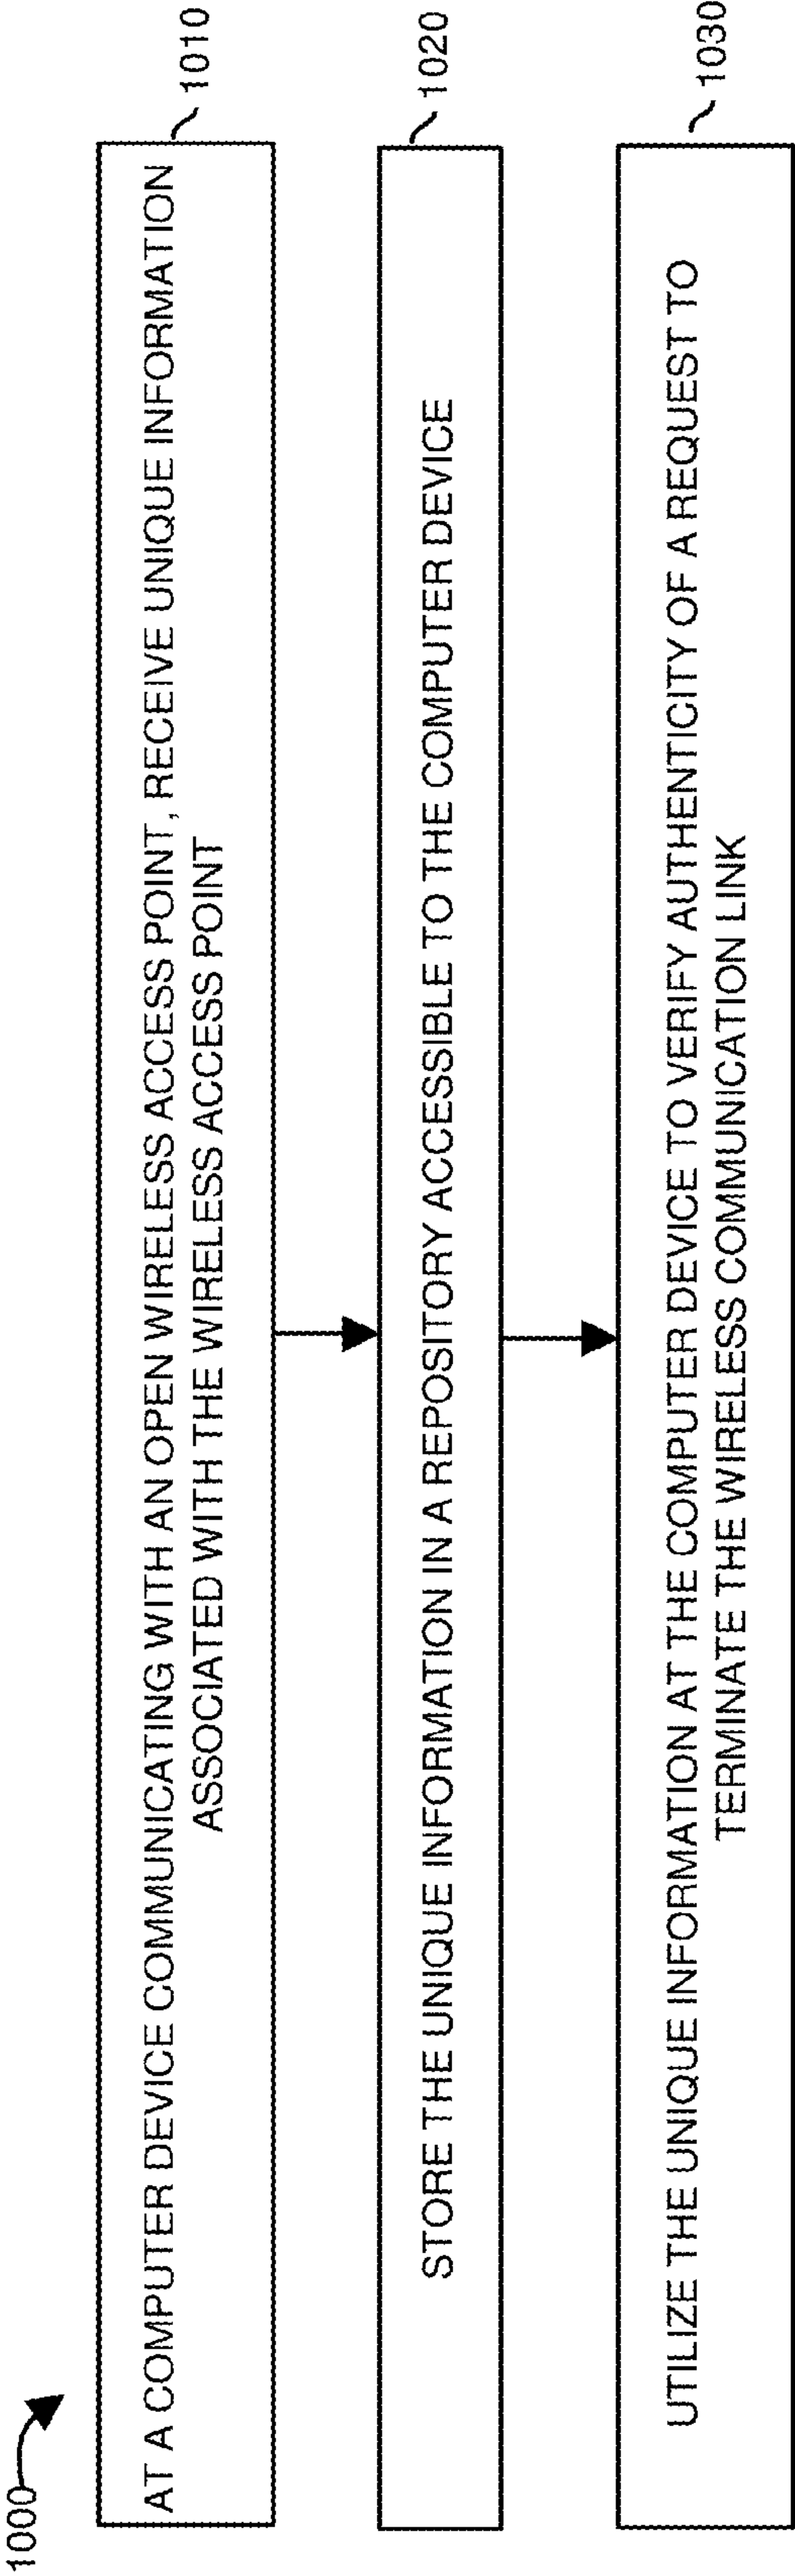 1000
AT A COMPUTER DEVICE COMMUNICATING WITH AN OPEN WIRELESS ACCESS POINT, RECEIVE UNIQUE INFORMATION
ASSOCIATED WITH THE WIRELESS ACCESS POINT
1010
STORE THE UNIQUE INFORMATION IN A REPOSITORY ACCESSIBLE TO THE COMPUTER DEVICE
1020
UTILIZE THE UNIQUE INFORMATION AT THE COMPUTER DEVICE TO VERIFY AUTHENTICITY OF A REQUEST TO
TERMINATE THE WIRELESS COMMUNICATION LINK
1030